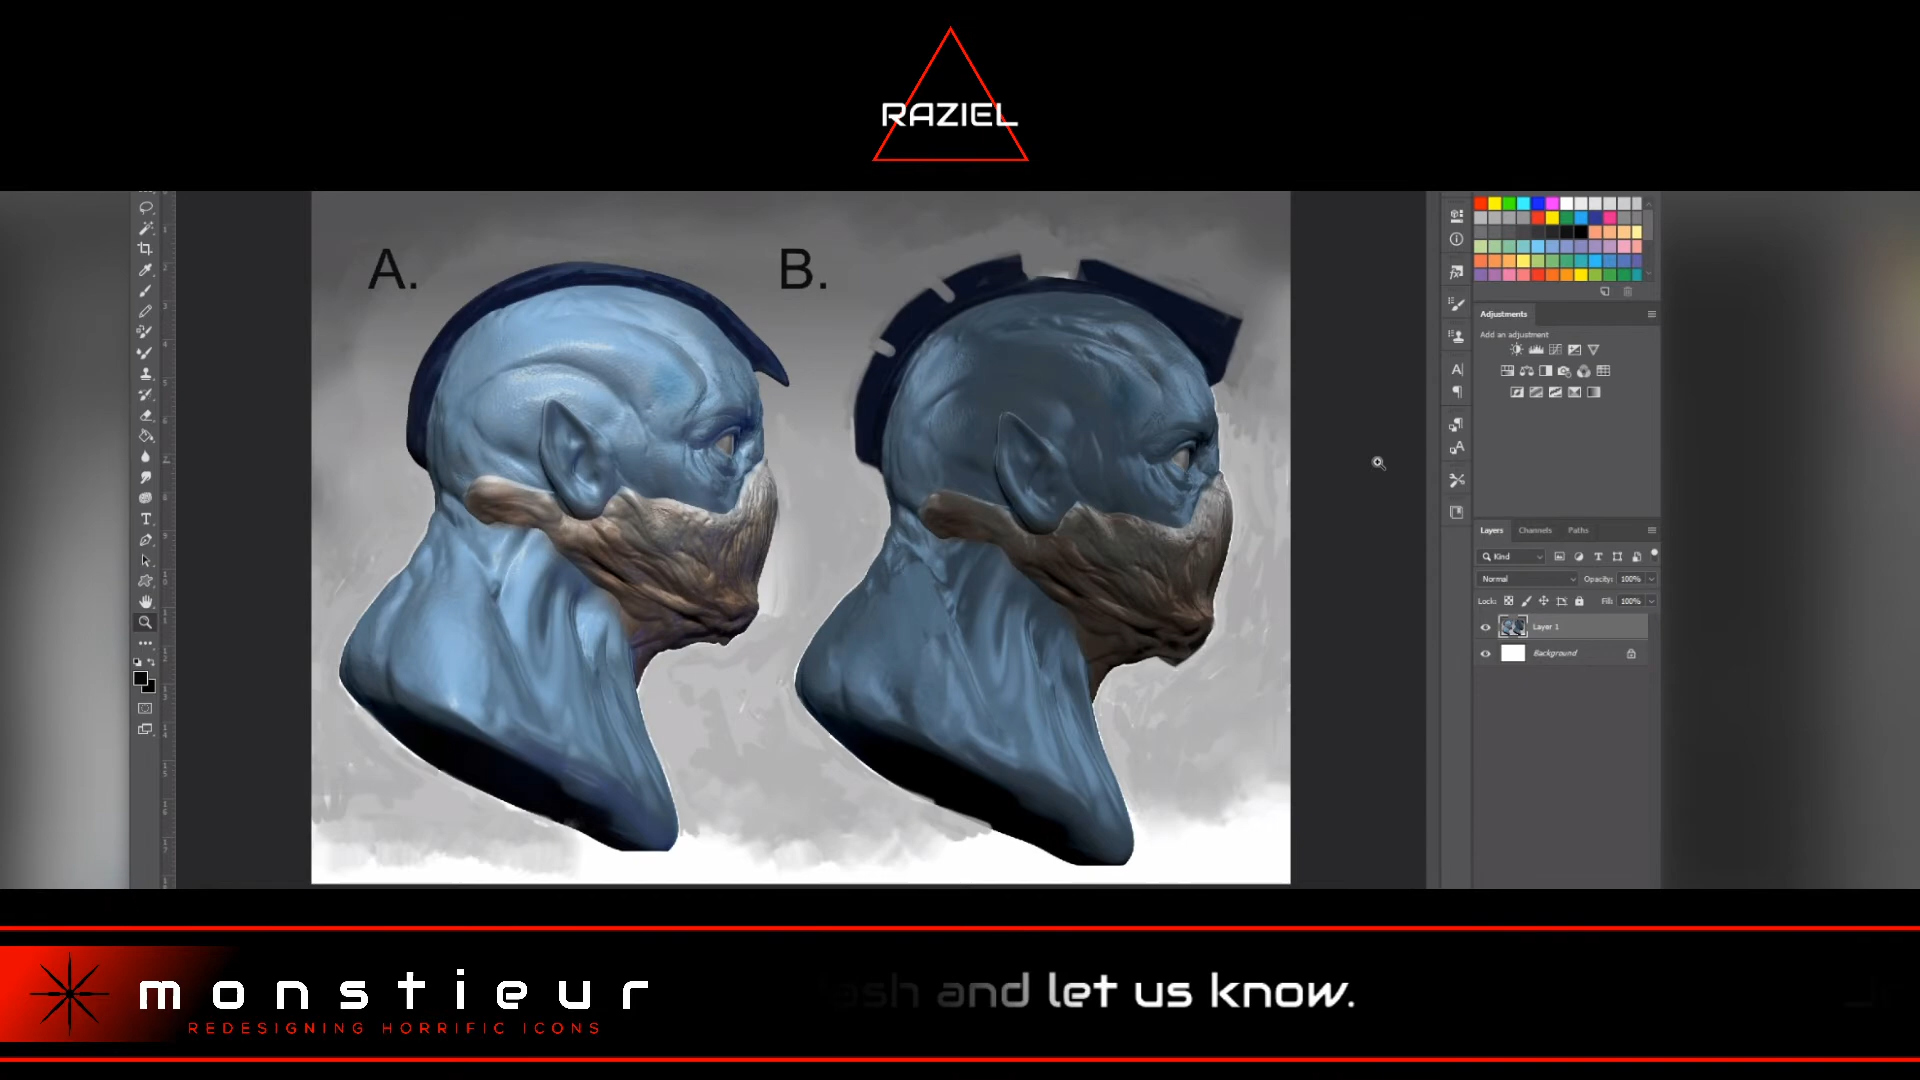 RAZIEL
A.
B.
Adjustments
Add an adjustment
Layers Channels Paths
Kind
Normal Opacity: 100%
Lock: Fill: 100%
Layer 1
Background
monstieur
REDESIGNING HORRIFIC ICONS
and let us know.